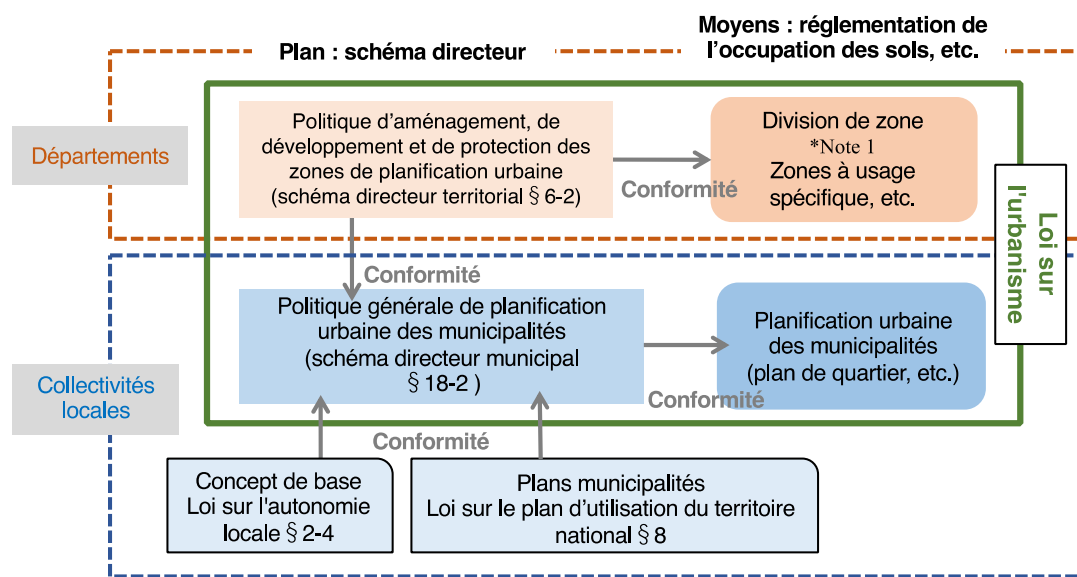 Plan : schéma directeur
Moyens : réglementation de
l’occupation des sols, etc.
Départements
Politique d’aménagement, de
développement et de protection des
zones de planification urbaine
(schéma directeur territorial § 6-2)
Conformité
Division de zone
*Note 1
Zones à usage
spécifique, etc.
Loi sur
l'urbanisme
Conformité
Collectivités
locales
Politique générale de planification
urbaine des municipalités
(schéma directeur municipal
§ 18-2 )
Conformité
Planification urbaine
des municipalités
(plan de quartier, etc.)
Conformité
Concept de base
Loi sur l'autonomie
locale § 2-4
Plans municipalités
Loi sur le plan d’utilisation du territoire
national § 8